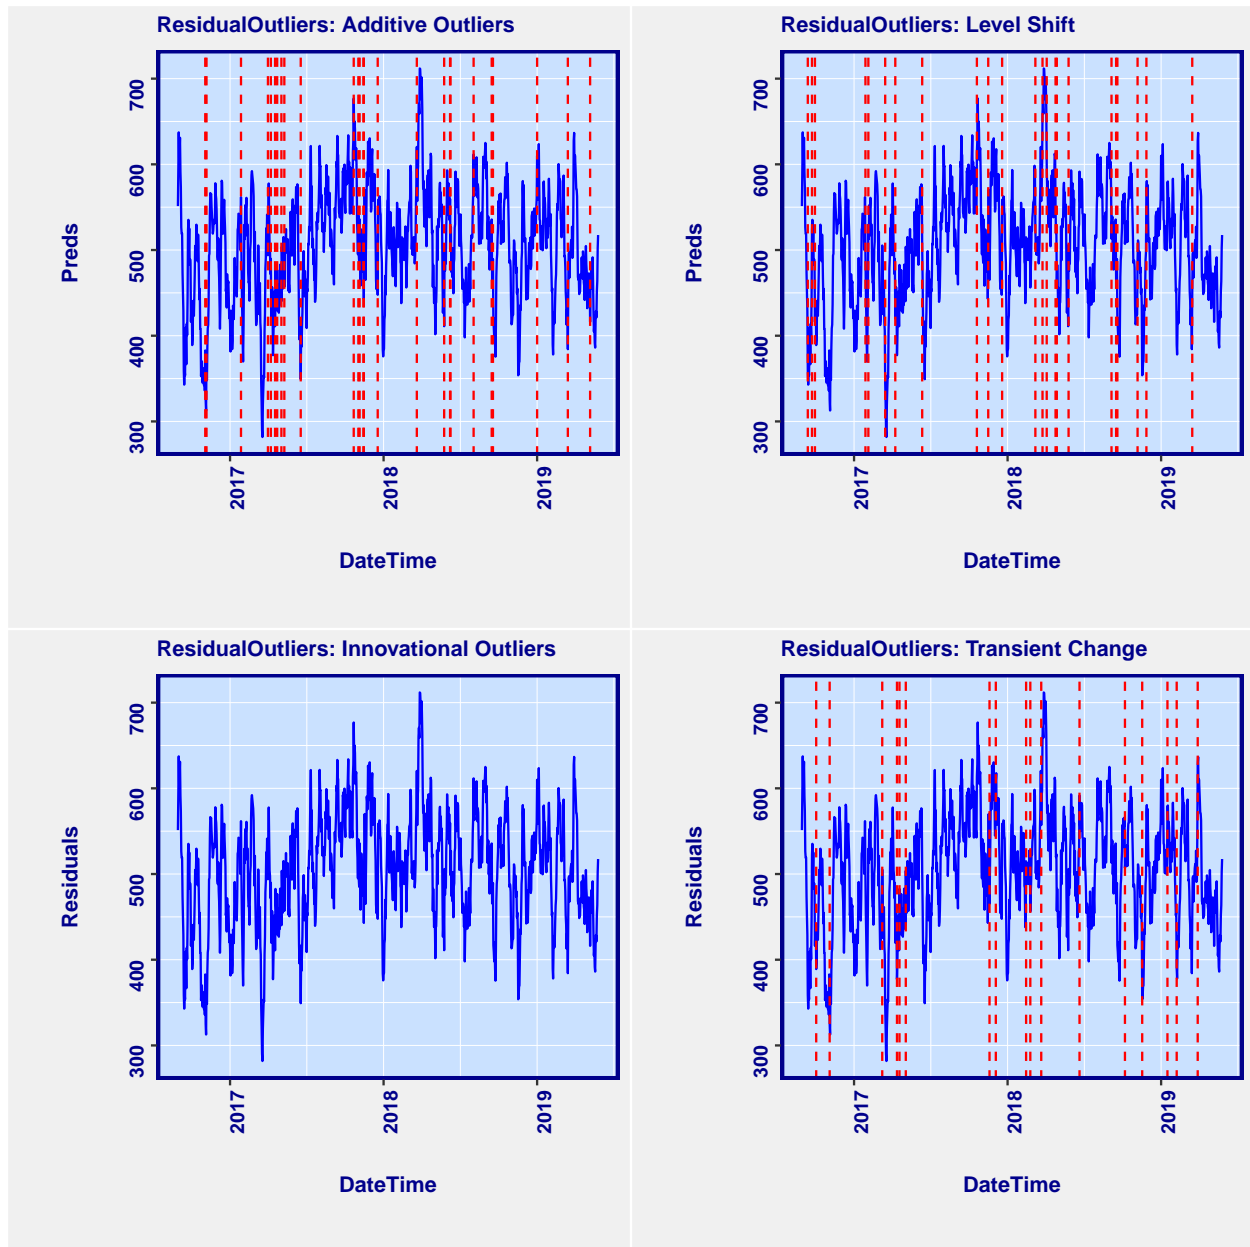 ResidualOutliers: Additive Outliers
Preds
700
600
500
400
300
2017
2018
2019
DateTime
ResidualOutliers: Level Shift
Preds
700
600
500
400
300
2017
2018
2019
DateTime
ResidualOutliers: Innovational Outliers
Residuals
700
600
500
400
300
2017
2018
2019
DateTime
ResidualOutliers: Transient Change
Residuals
700
600
500
400
300
2017
2018
2019
DateTime